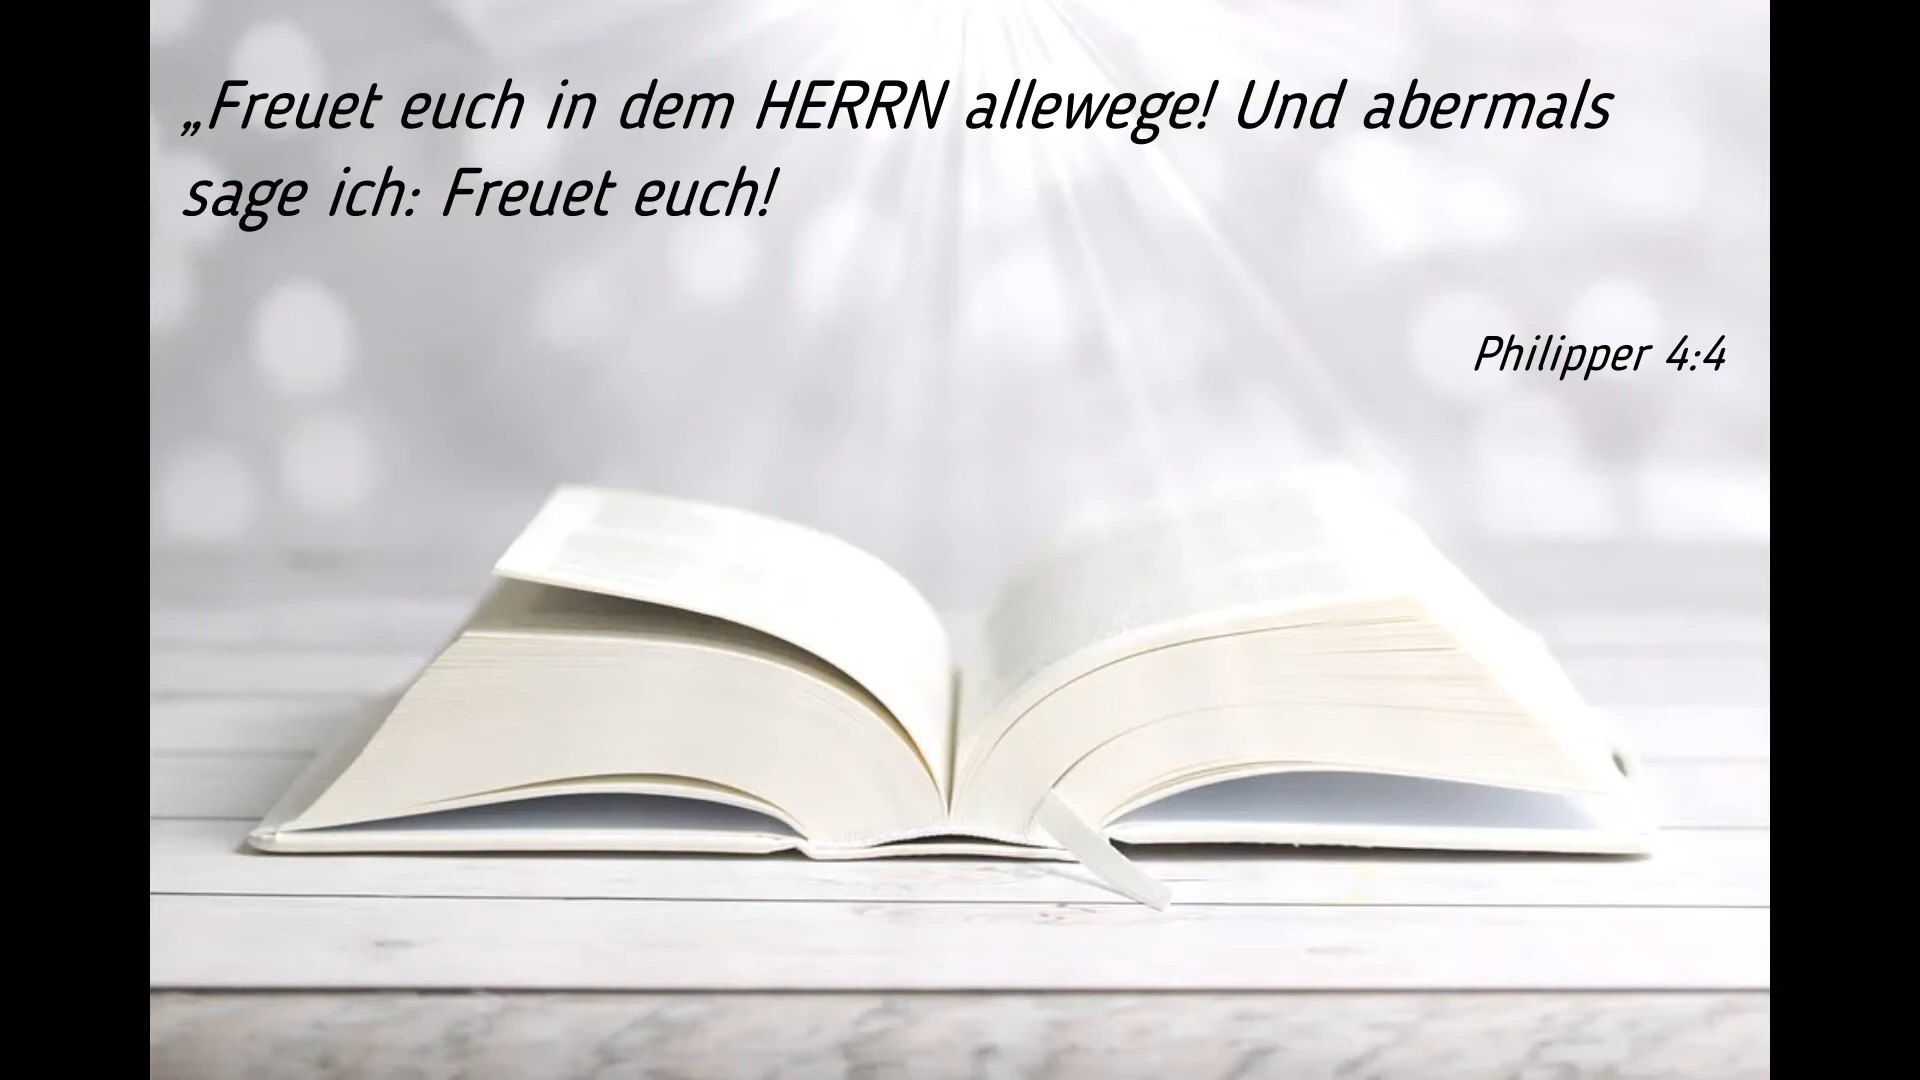 „Freuet euch in dem HERRN allewege! Und abermals
sage ich: Freuet euch!
Philipper 4:4